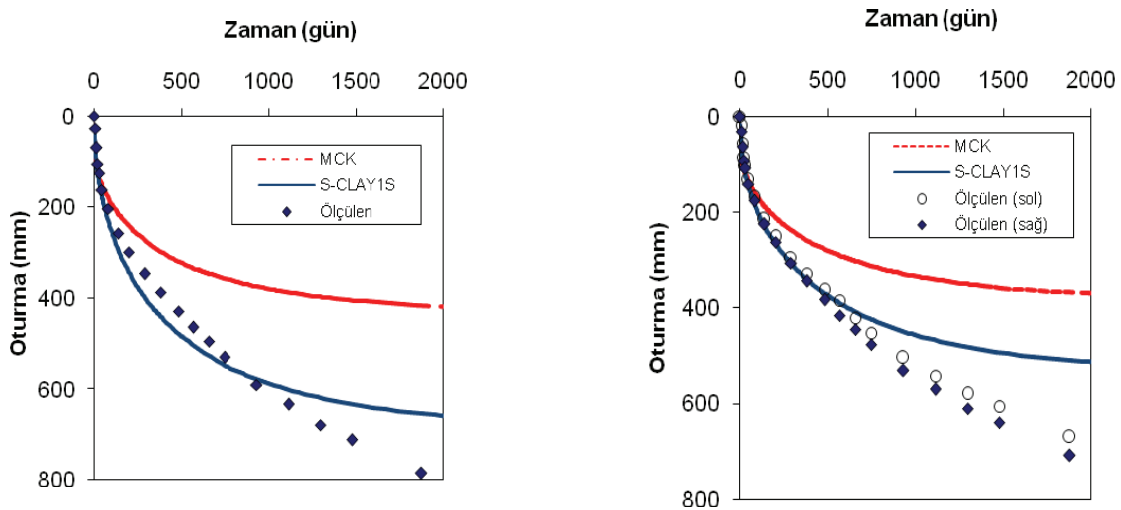 Zaman (gün)
0 500 1000 1500 2000
0
200
400
600
800
Oturma (mm)
MCK
S-CLAY1S
Ölçülen
Zaman (gün)
0 500 1000 1500 2000
0
200
400
600
800
Oturma (mm)
MCK
S-CLAY1S
Ölçülen (sol)
Ölçülen (sağ)